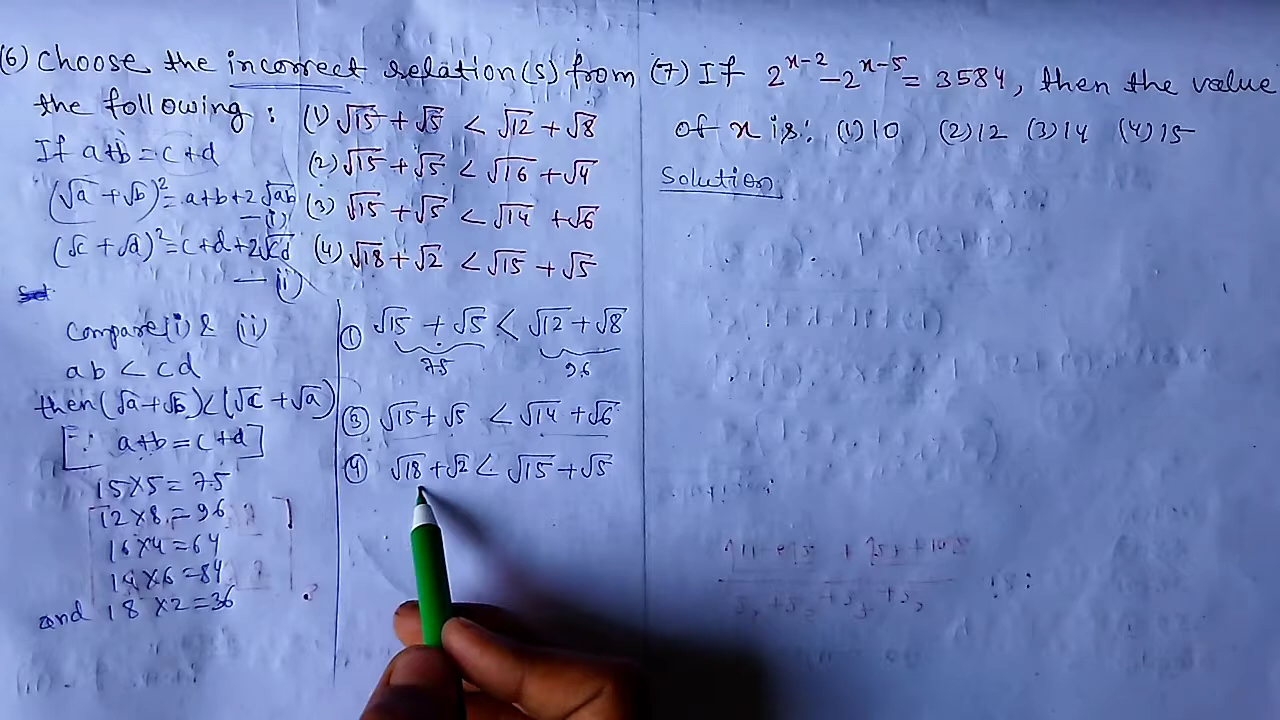 (6) Choose the incorrect relation(s) from
the following : (1) √15 + √5 < √12 + √8
(2) √15 + √5 < √16 + √4
(3) √15 + √5 < √14 + √6
(4) √18 + √2 < √15 + √5
If a+b = c+d
(√a + √b)² = a+b+2√ab
— (i)
(√c + √d)² = c+d+2√cd
— (ii)
Compare (i) & (ii)
ab < cd
then (√a+√b) < (√c + √d)
[∵ a+b = c+d]
15×5 = 75
12×8 = 96
16×4 = 64
14×6 = 84
and 18×2 = 36
① √15 + √5 < √12 + √8
75 96
③ √15 + √5 < √14 + √6
④ √18 + √2 < √15 + √5
(7) If 2ˣ⁻² - 2ˣ⁻⁵ = 3584, then the value
of x is : (1) 10 (2) 12 (3) 14 (4) 15
Solution